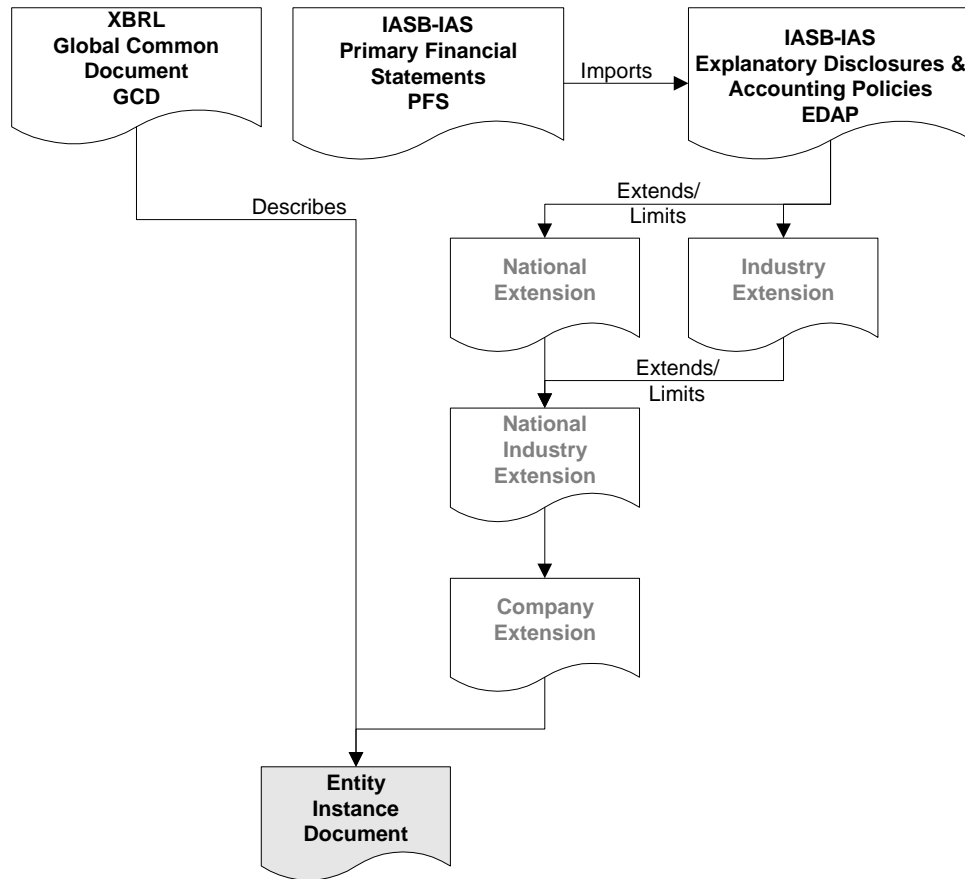 XBRL
Global Common
Document
GCD
IASB-IAS
Primary Financial
Statements
PFS
Imports
IASB-IAS
Explanatory Disclosures &
Accounting Policies
EDAP
Describes
Extends/
Limits
National
Extension
Industry
Extension
Extends/
Limits
National
Industry
Extension
Company
Extension
Entity
Instance
Document